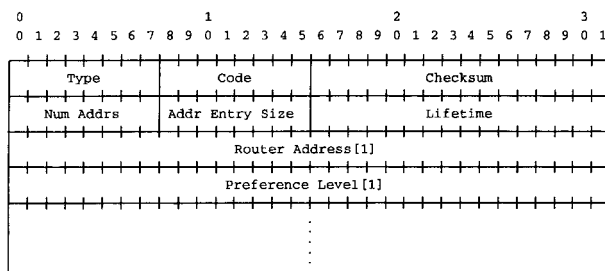 0 1 2 3
0 1 2 3 4 5 6 7 8 9 0 1 2 3 4 5 6 7 8 9 0 1 2 3 4 5 6 7 8 9 0 1
Type Code Checksum
Num Addrs Addr Entry Size Lifetime
Router Address[1]
Preference Level[1]